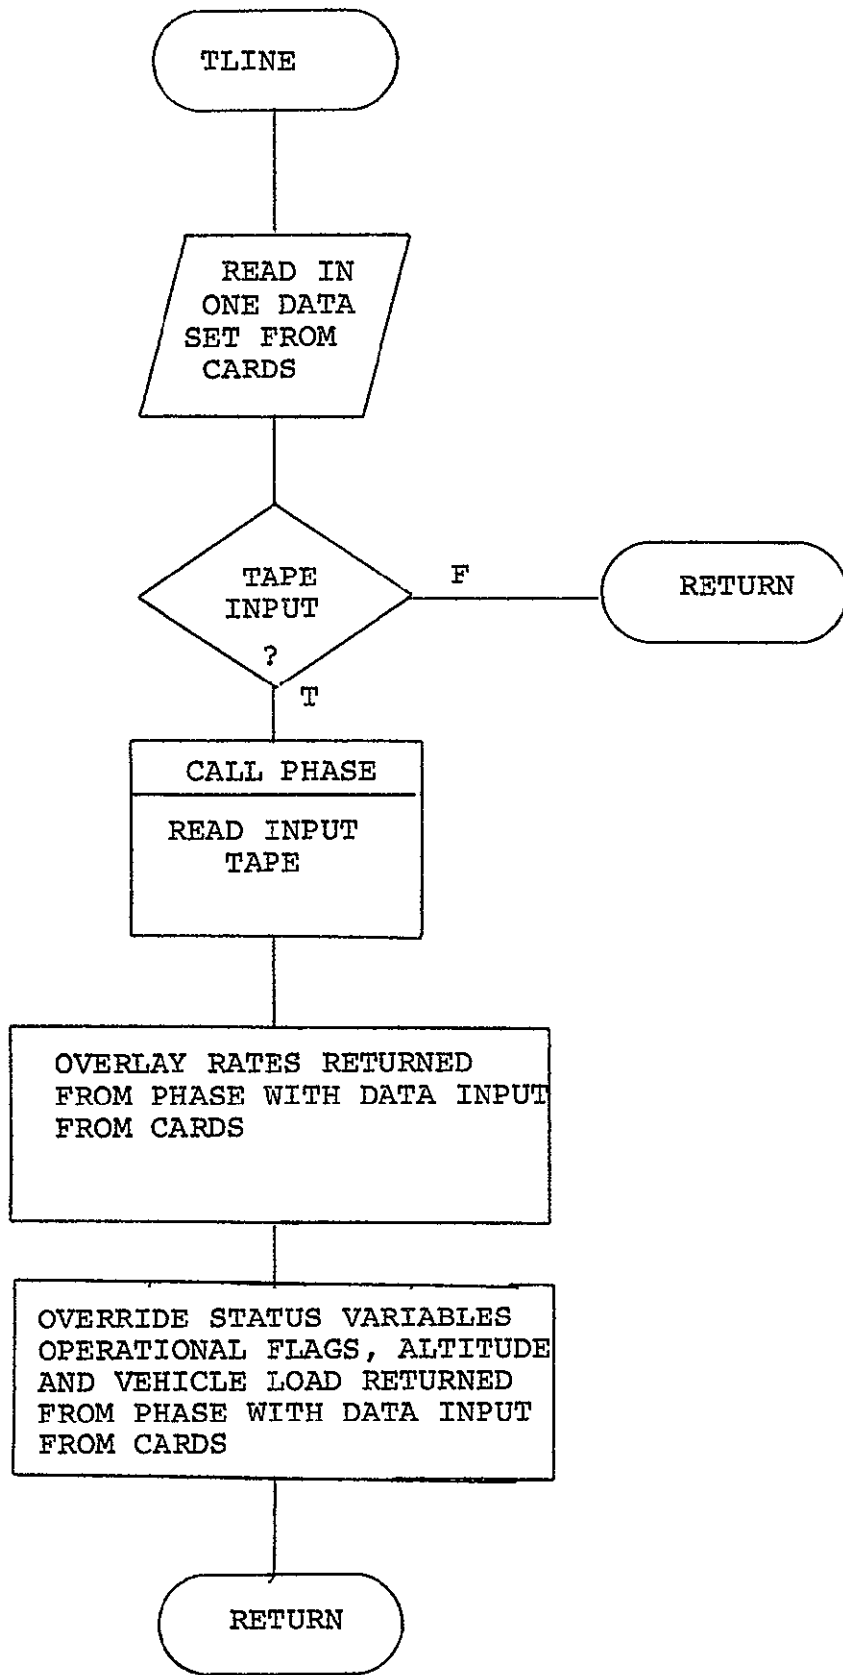 TLINE
READ IN
ONE DATA
SET FROM
CARDS
TAPE
INPUT
?
F
RETURN
T
CALL PHASE
READ INPUT
TAPE
OVERLAY RATES RETURNED
FROM PHASE WITH DATA INPUT
FROM CARDS
OVERRIDE STATUS VARIABLES
OPERATIONAL FLAGS, ALTITUDE
AND VEHICLE LOAD RETURNED
FROM PHASE WITH DATA INPUT
FROM CARDS
RETURN